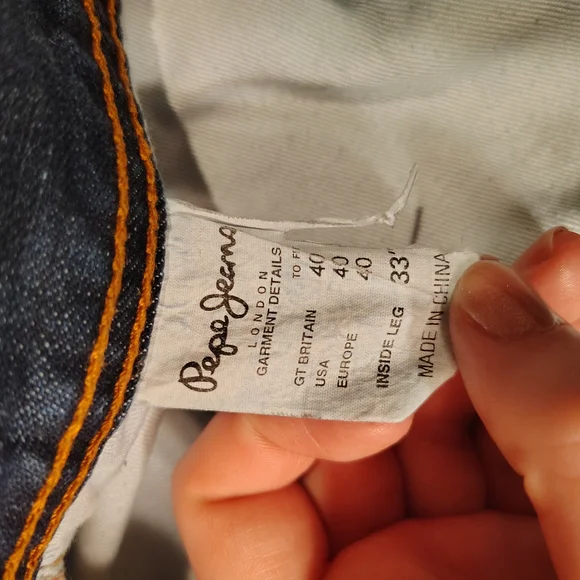 Pepe Jeans
LONDON
GARMENT DETAILS
TO
GT BRITAIN 40
USA 40
EUROPE 40
INSIDE LEG 33"
MADE IN CHINA